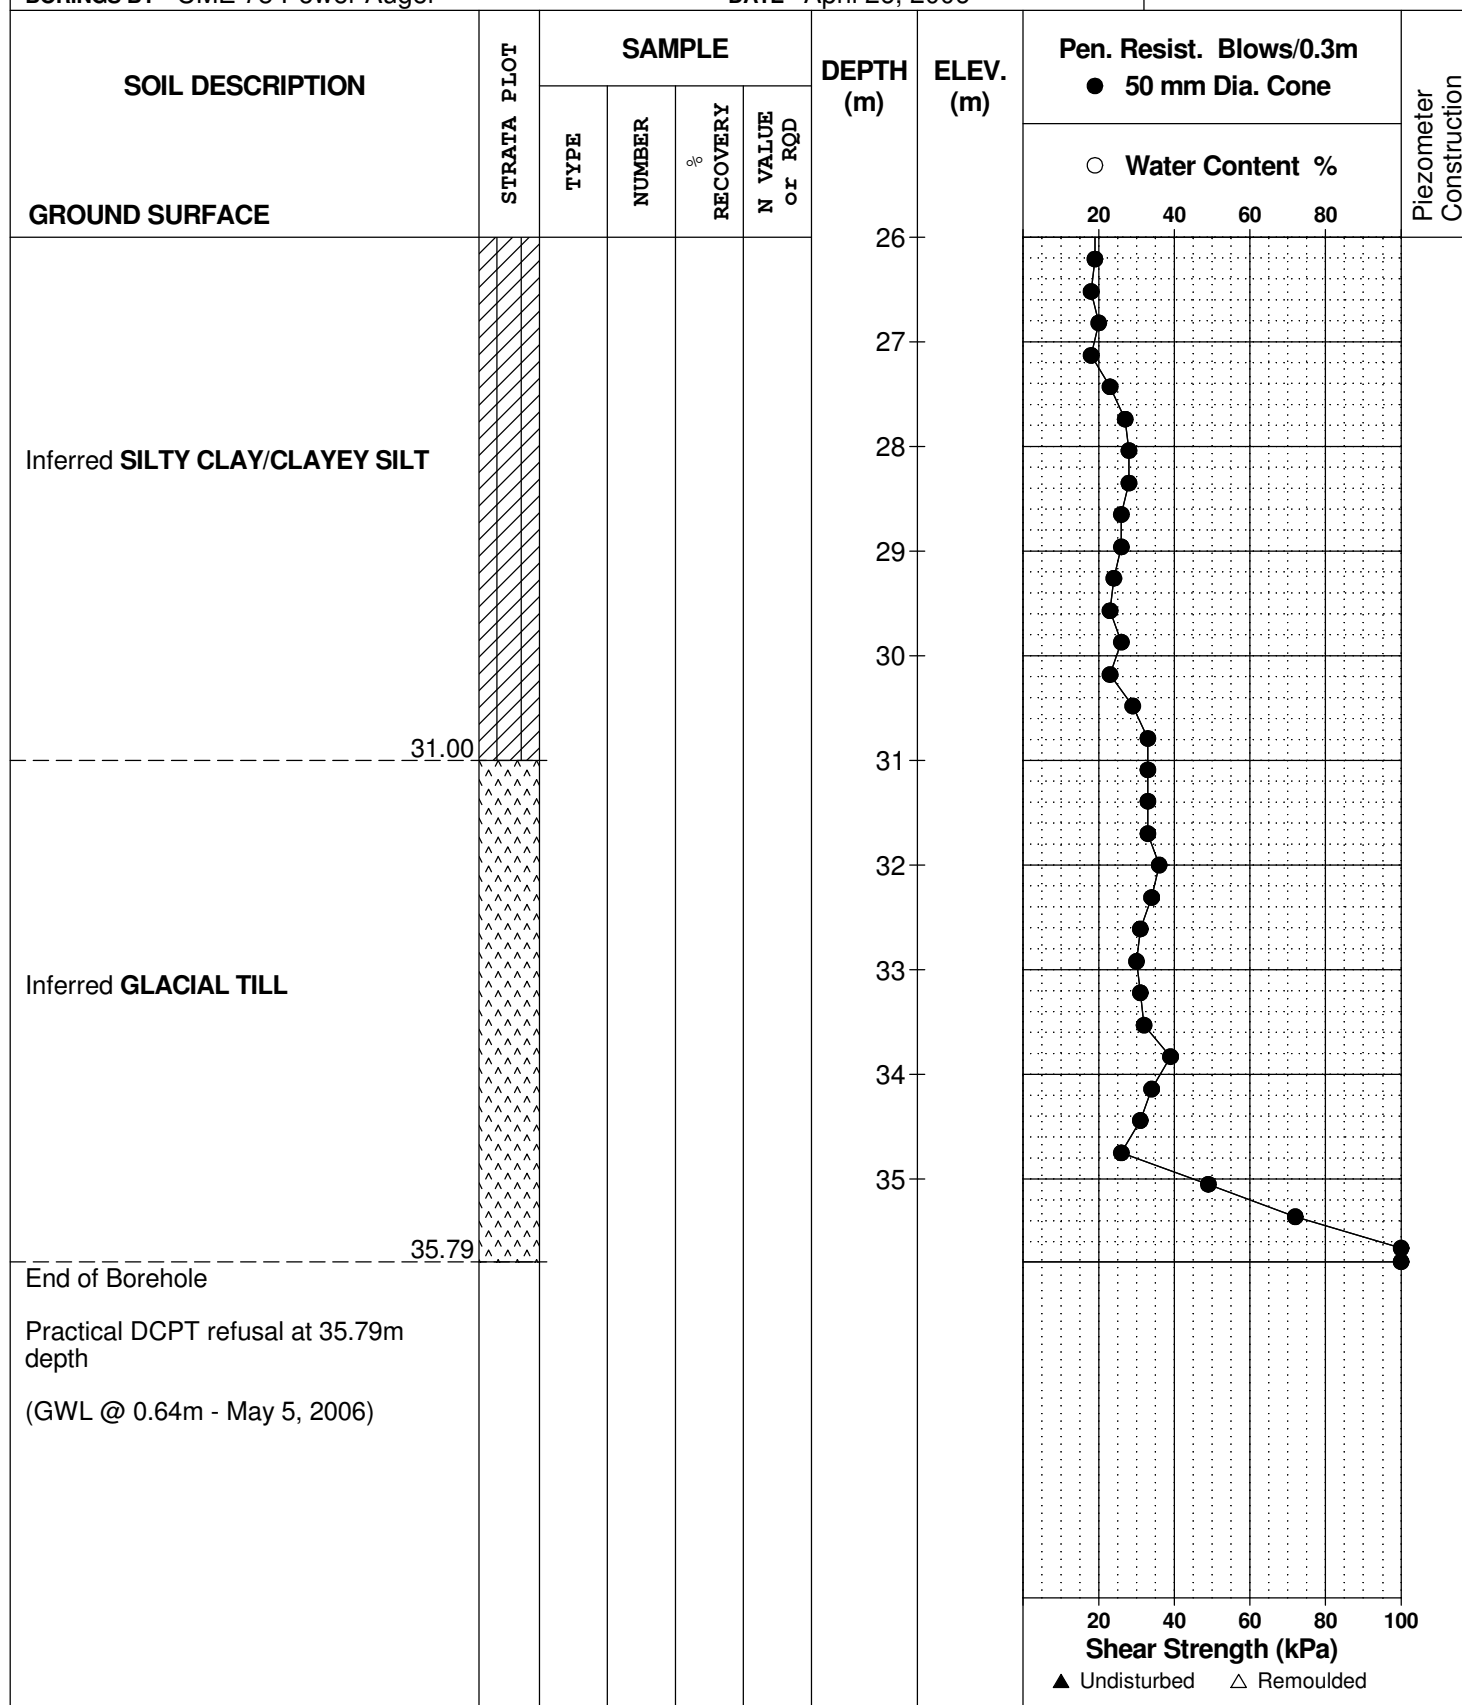 SOIL DESCRIPTION
GROUND SURFACE
STRATA PLOT
SAMPLE
TYPE
NUMBER
%
RECOVERY
N VALUE
or RQD
DEPTH
(m)
ELEV.
(m)
Pen. Resist. Blows/0.3m
● 50 mm Dia. Cone
○ Water Content %
20 40 60 80
Piezometer
Construction
26
27
Inferred SILTY CLAY/CLAYEY SILT
28
29
30
31.00
31
32
Inferred GLACIAL TILL
33
34
35
35.79
End of Borehole
Practical DCPT refusal at 35.79m
depth
(GWL @ 0.64m - May 5, 2006)
20 40 60 80 100
Shear Strength (kPa)
▲ Undisturbed △ Remoulded